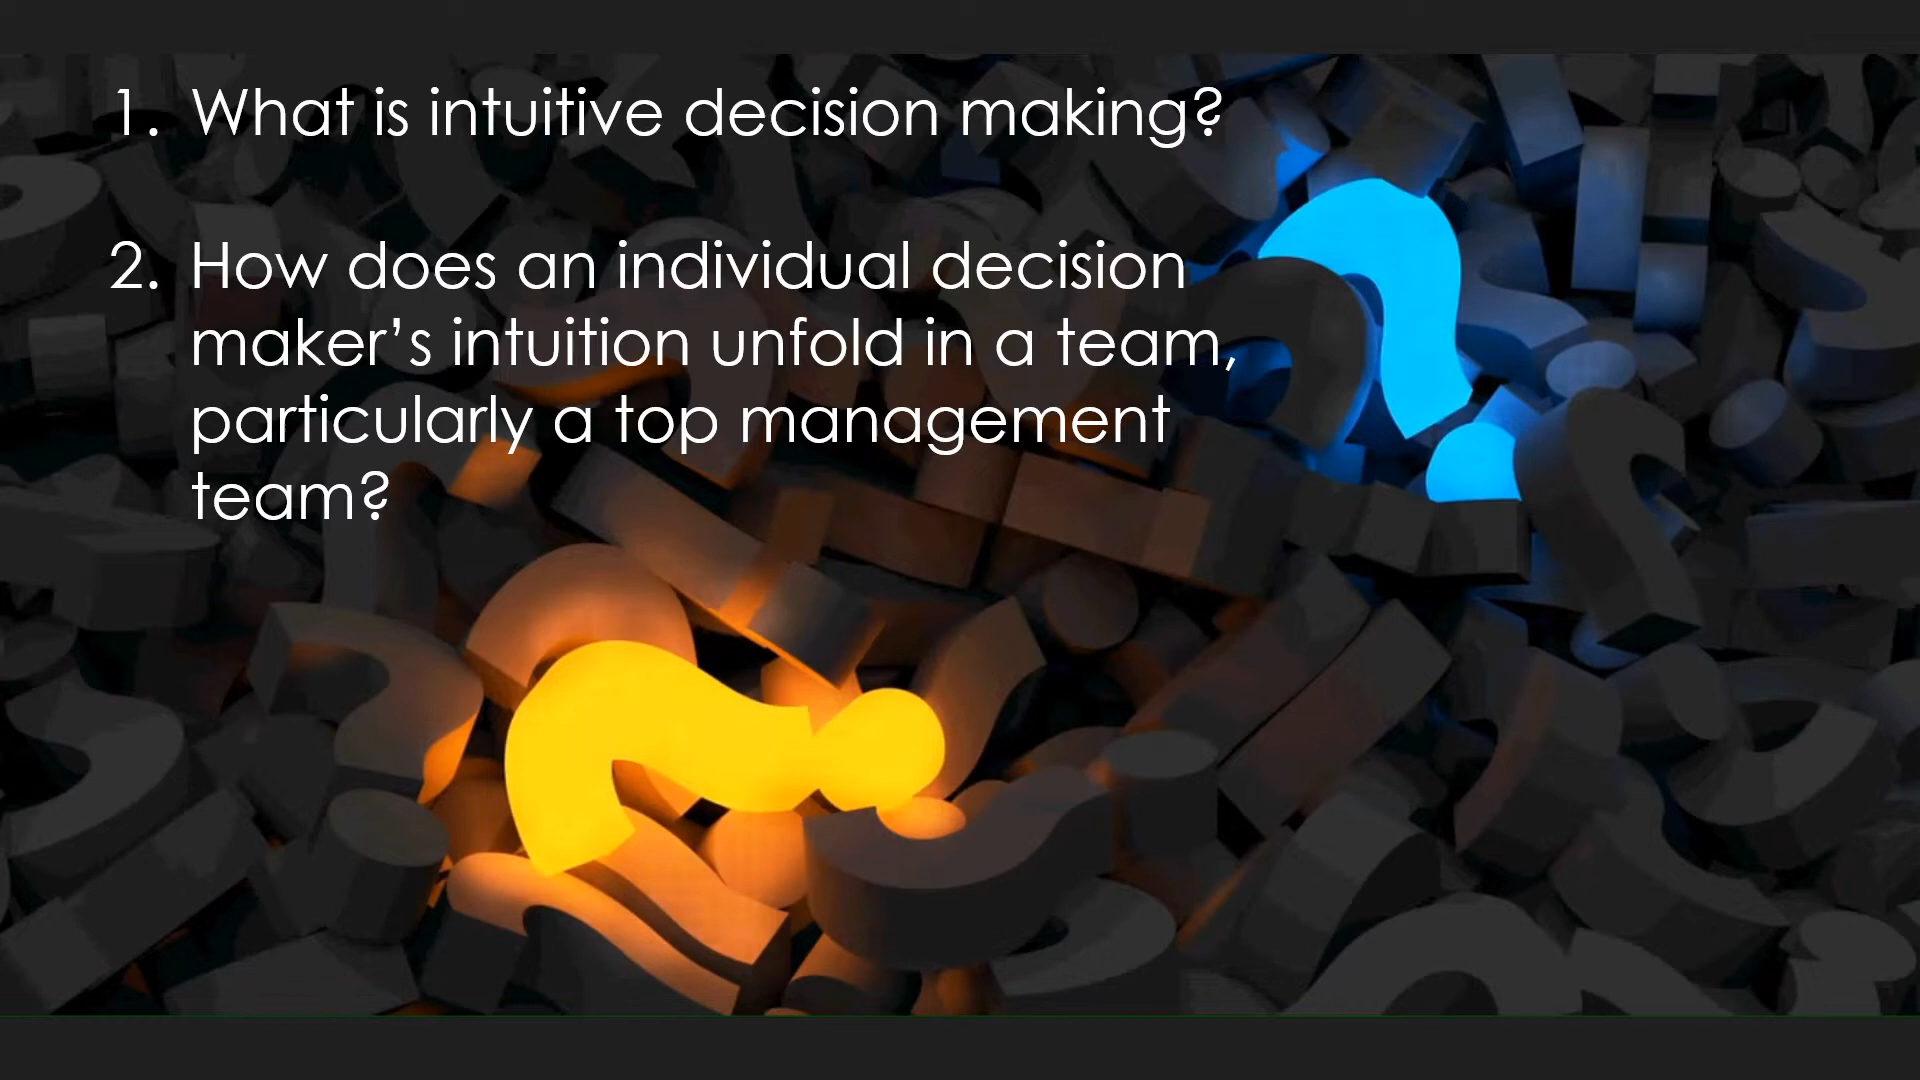 1. What is intuitive decision making?
2. How does an individual decision
maker’s intuition unfold in a team,
particularly a top management
team?